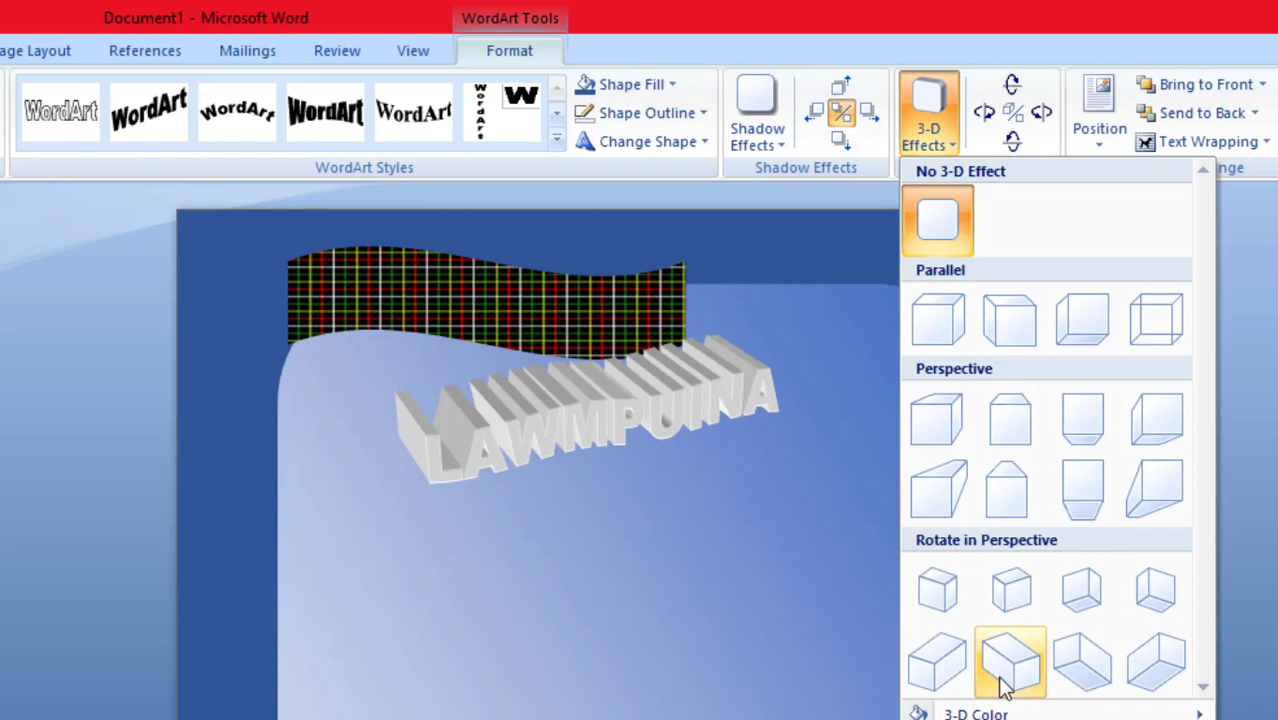 Document1 - Microsoft Word
WordArt Tools
age Layout
References
Mailings
Review
View
Format
WordArt
WordArt
WordArt
WordArt
WordArt
WordArt
W
Shape Fill
Shape Outline
Change Shape
WordArt Styles
Shadow
Effects
Shadow Effects
3-D
Effects
Position
Bring to Front
Send to Back
Text Wrapping
nge
No 3-D Effect
Parallel
Perspective
Rotate in Perspective
3-D Color
LAWMPUINA